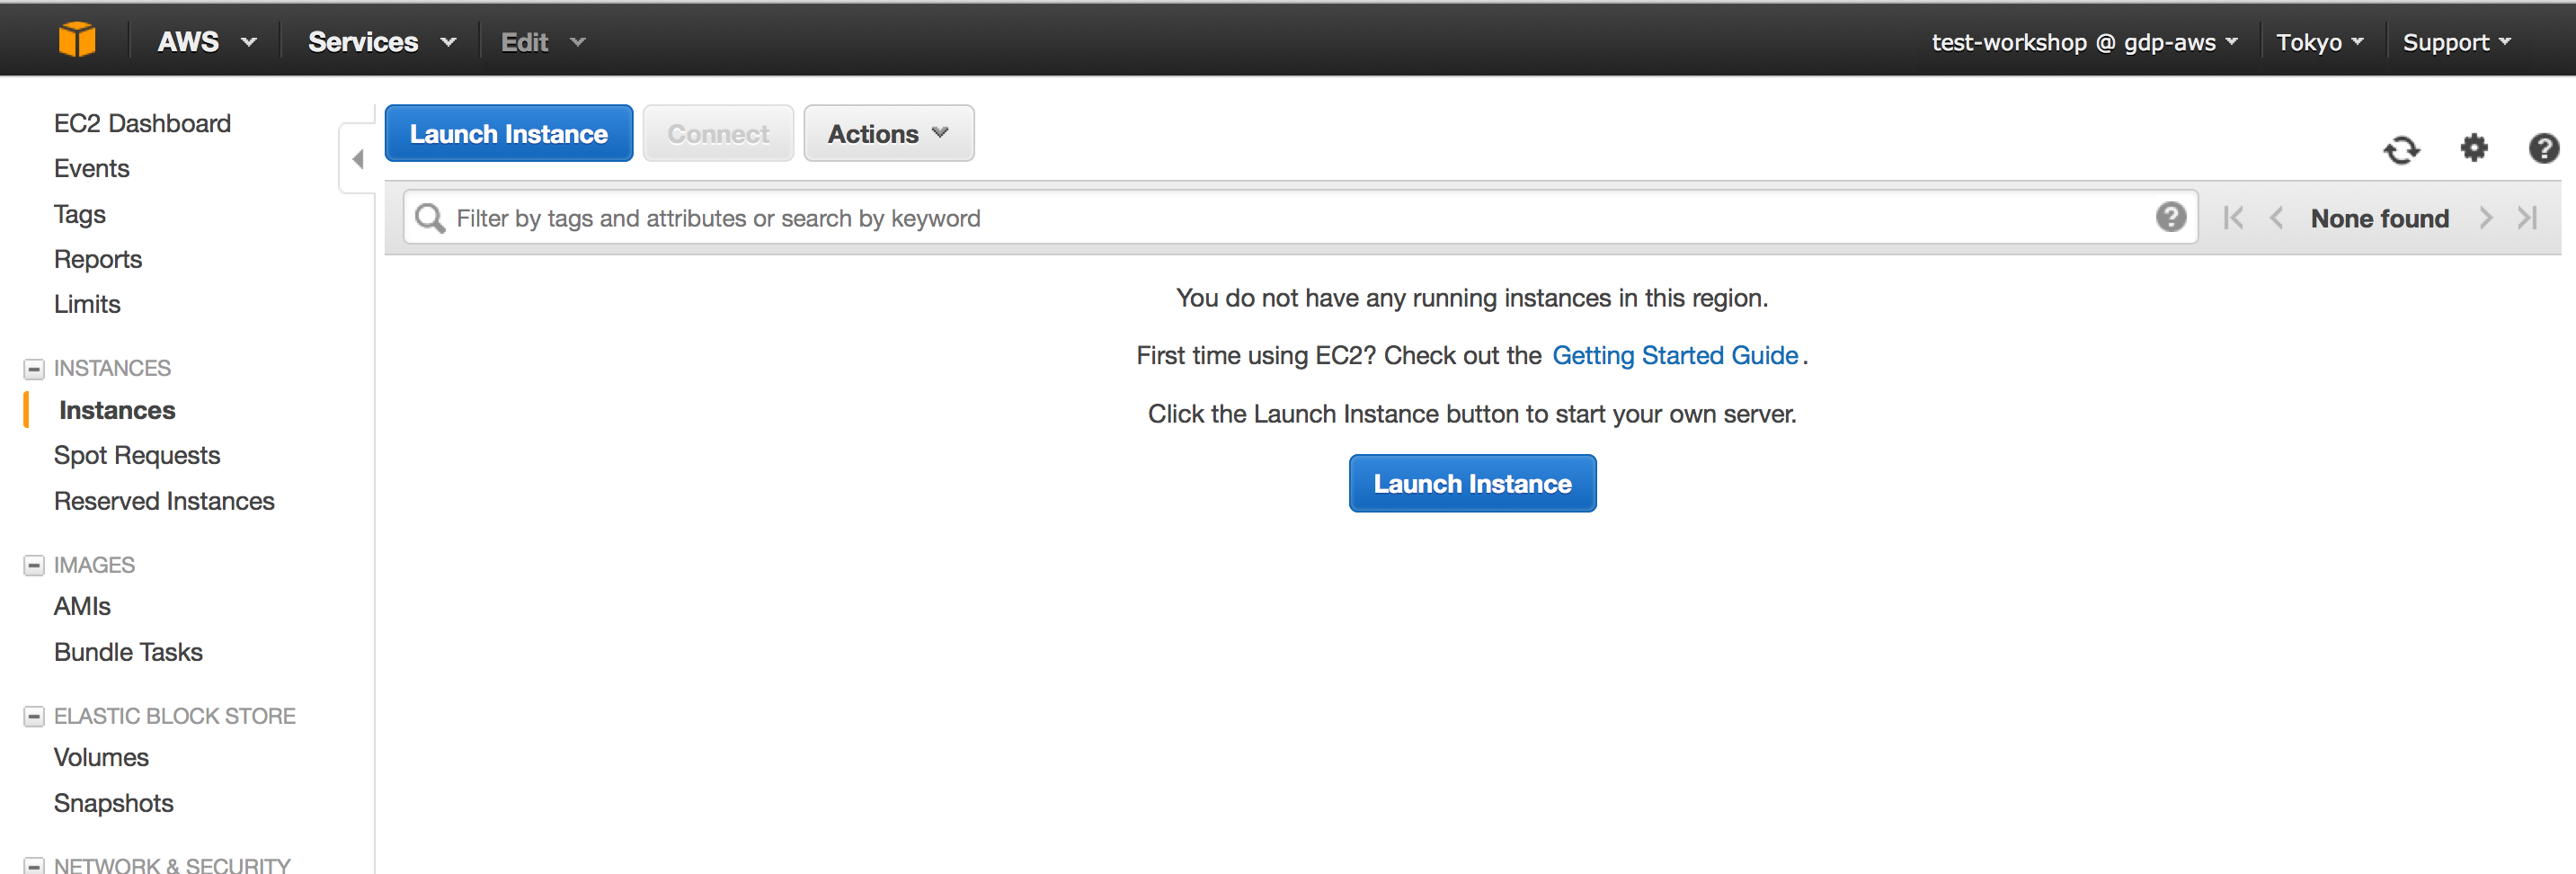 AWS Services Edit test-workshop @ gdp-aws Tokyo Support
EC2 Dashboard
Events
Tags
Reports
Limits
INSTANCES
Instances
Spot Requests
Reserved Instances
IMAGES
AMIs
Bundle Tasks
ELASTIC BLOCK STORE
Volumes
Snapshots
NETWORK & SECURITY
Launch Instance Connect Actions
Filter by tags and attributes or search by keyword None found
You do not have any running instances in this region.
First time using EC2? Check out the Getting Started Guide.
Click the Launch Instance button to start your own server.
Launch Instance